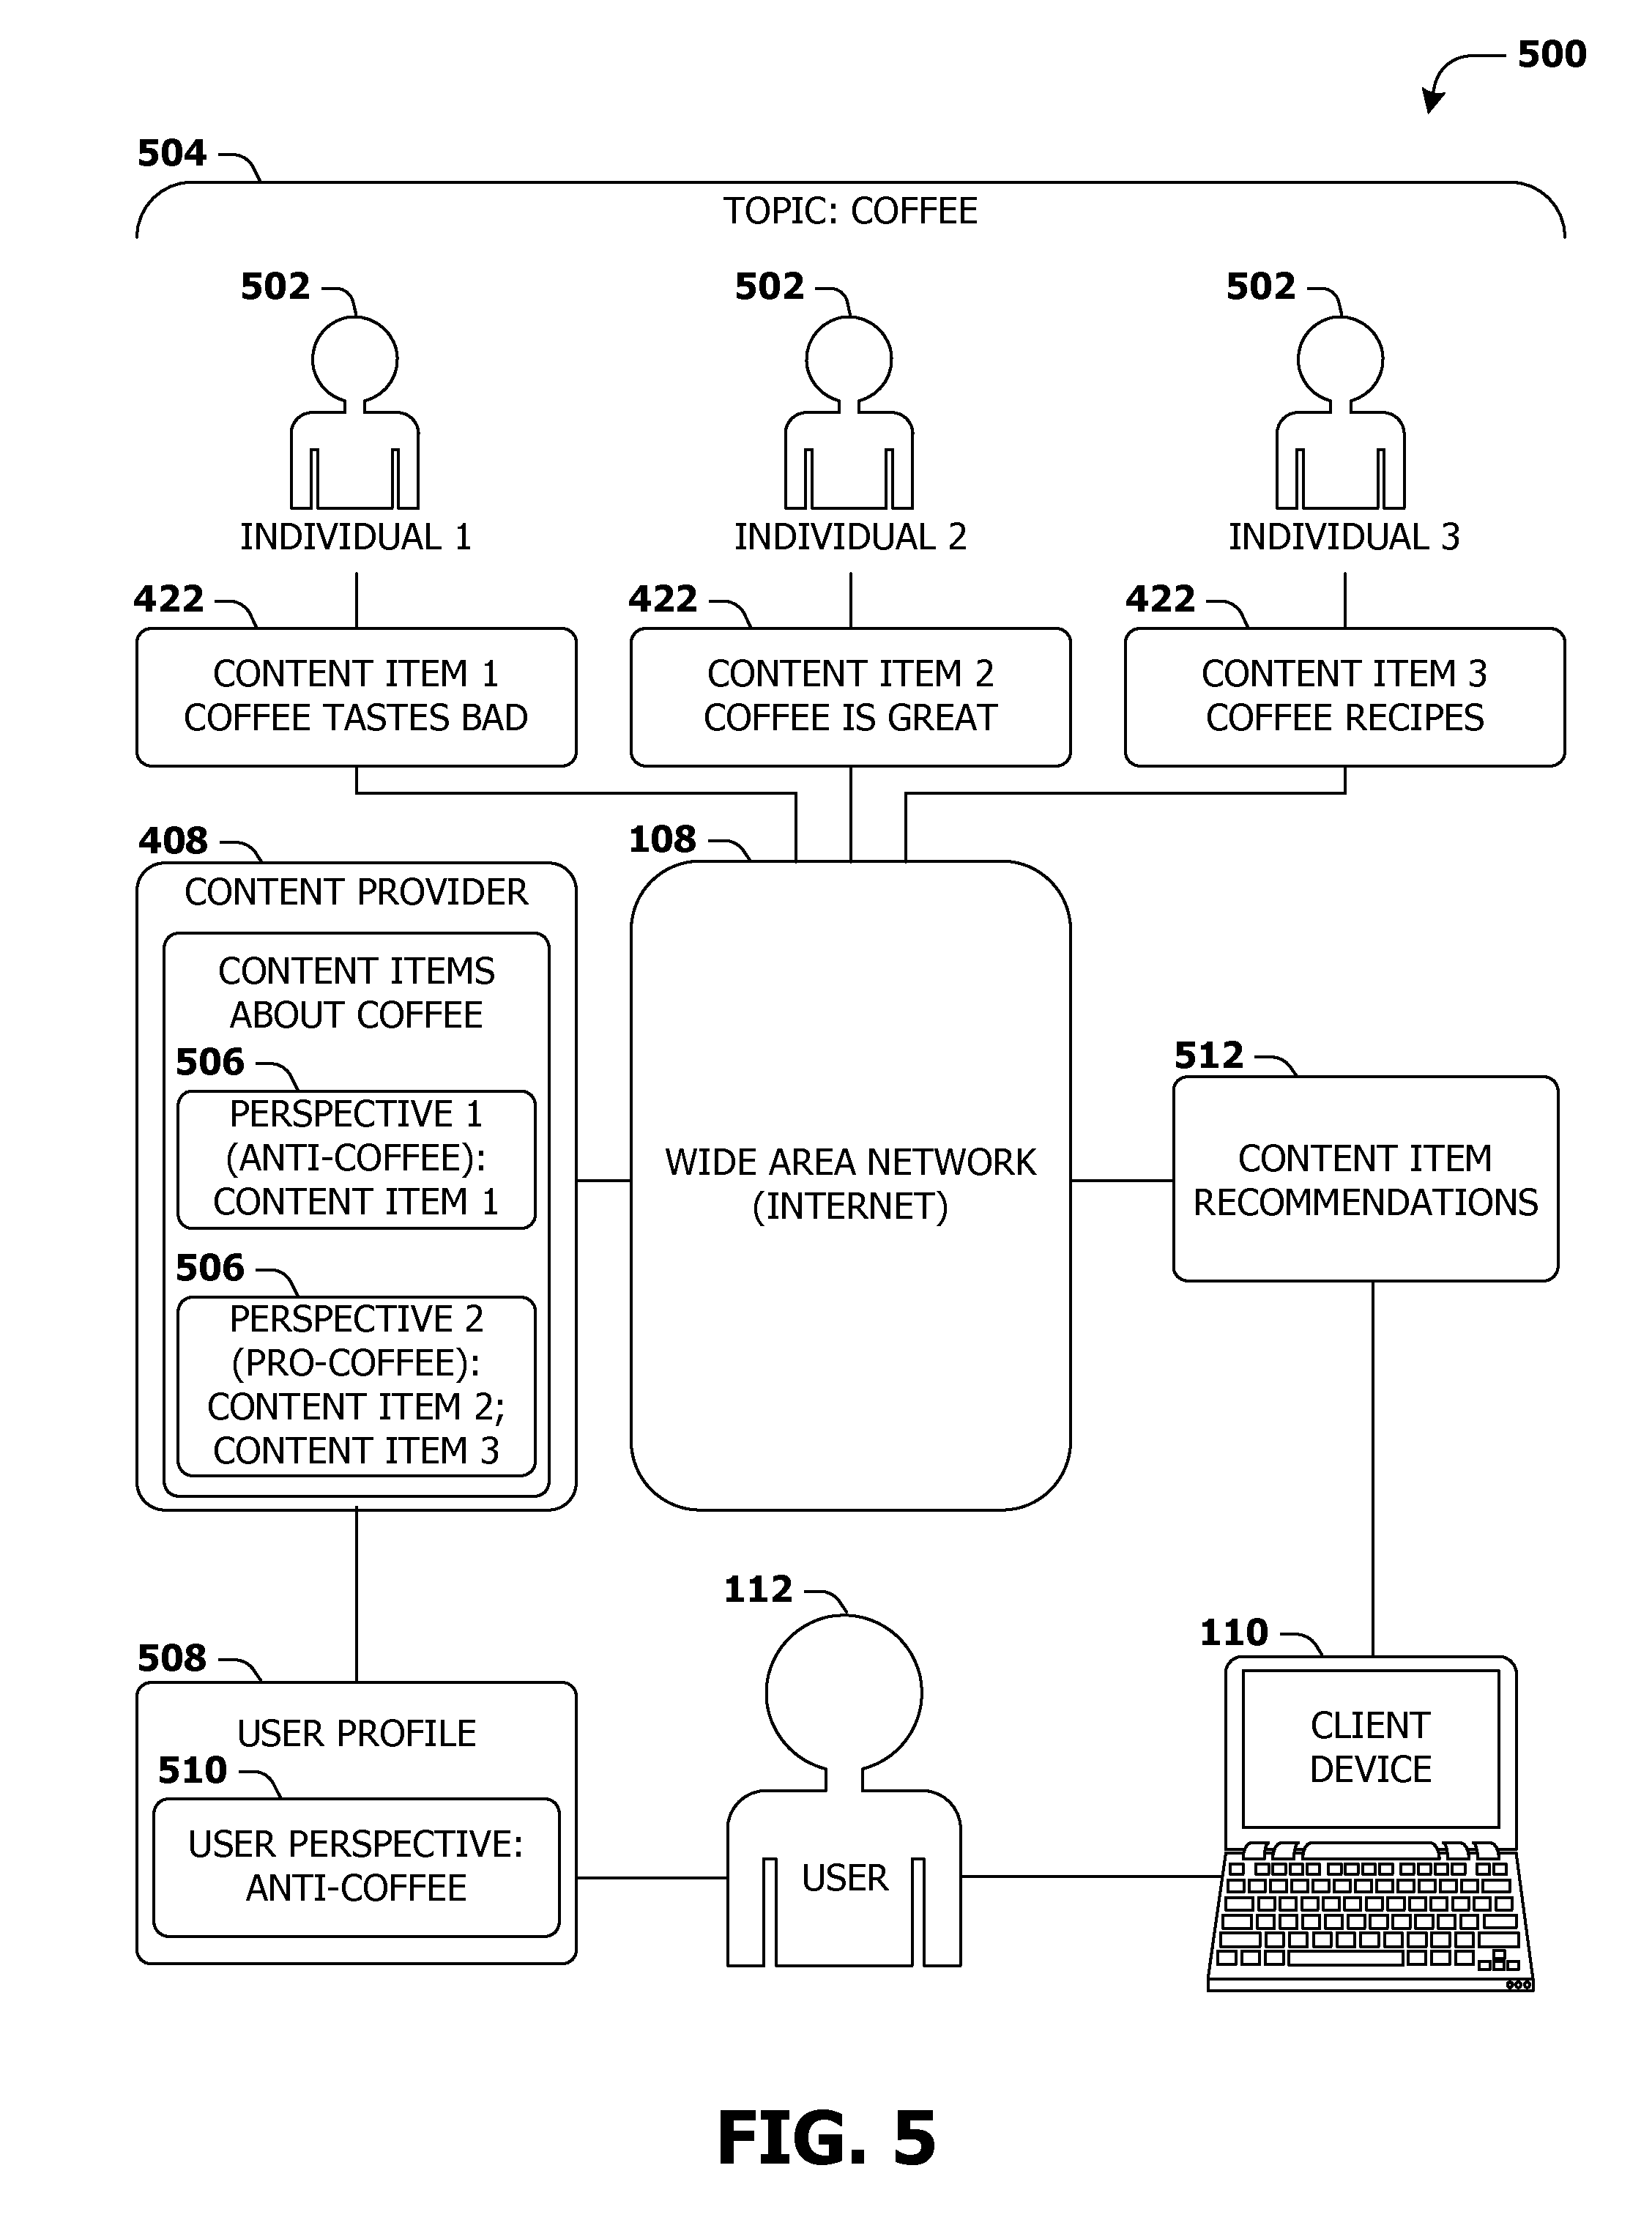 500
504
TOPIC: COFFEE
502
502
502
INDIVIDUAL 1
INDIVIDUAL 2
INDIVIDUAL 3
422
422
422
CONTENT ITEM 1
COFFEE TASTES BAD
CONTENT ITEM 2
COFFEE IS GREAT
CONTENT ITEM 3
COFFEE RECIPES
408
CONTENT PROVIDER
CONTENT ITEMS
ABOUT COFFEE
506
PERSPECTIVE 1
(ANTI-COFFEE):
CONTENT ITEM 1
506
PERSPECTIVE 2
(PRO-COFFEE):
CONTENT ITEM 2;
CONTENT ITEM 3
108
WIDE AREA NETWORK
(INTERNET)
512
CONTENT ITEM
RECOMMENDATIONS
508
USER PROFILE
510
USER PERSPECTIVE:
ANTI-COFFEE
112
USER
110
CLIENT
DEVICE
FIG. 5